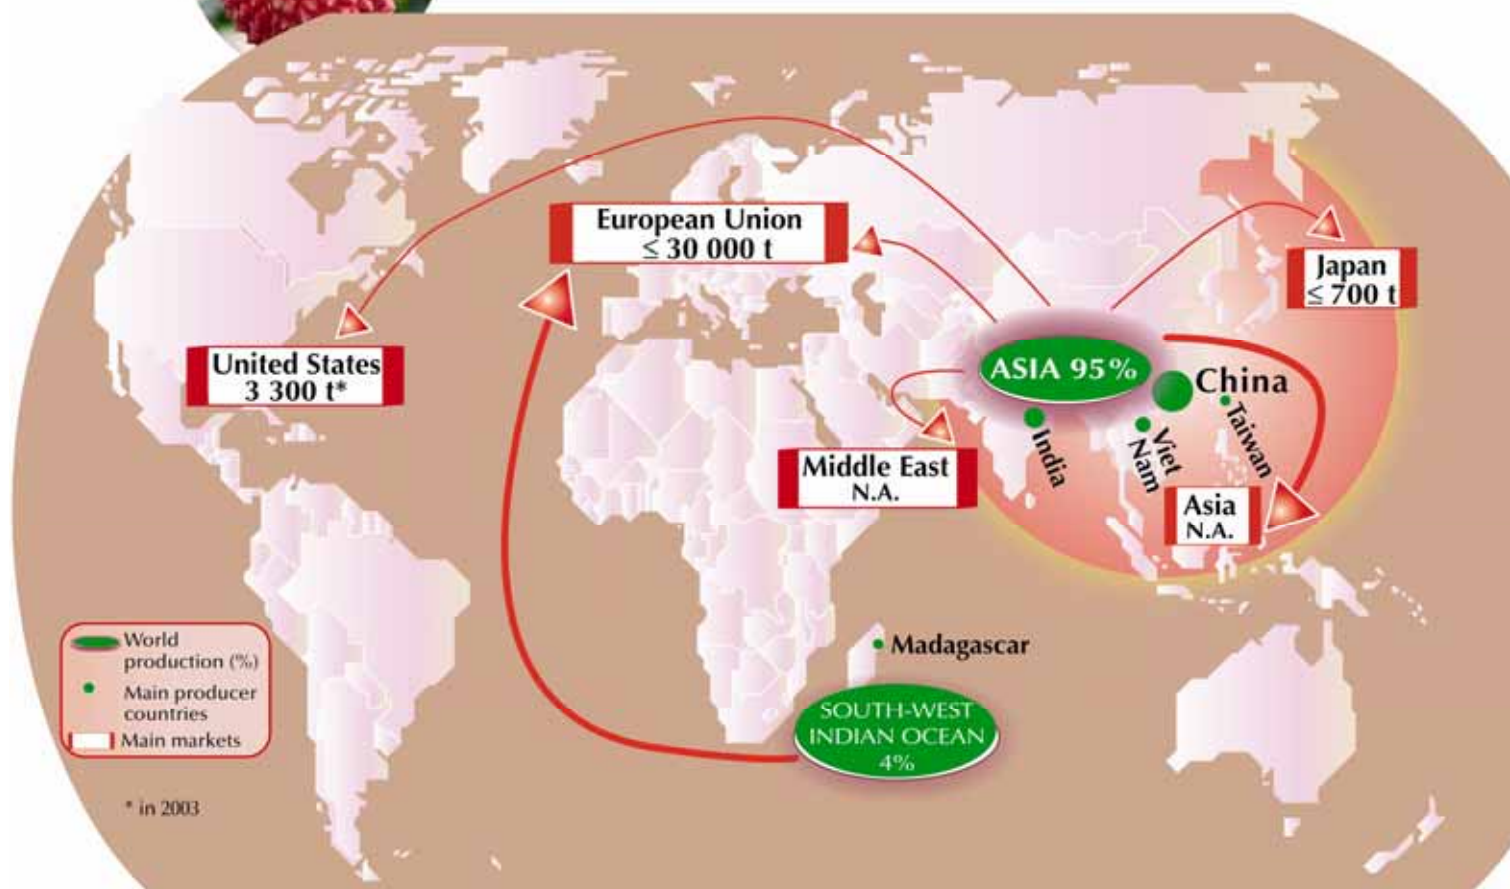 European Union
≤ 30 000 t
Japan
≤ 700 t
United States
3 300 t*
ASIA 95%
China
Taiwan
Viet
Nam
India
Middle East
N.A.
Asia
N.A.
Madagascar
SOUTH-WEST
INDIAN OCEAN
4%
World
production (%)
Main producer
countries
Main markets
* in 2003